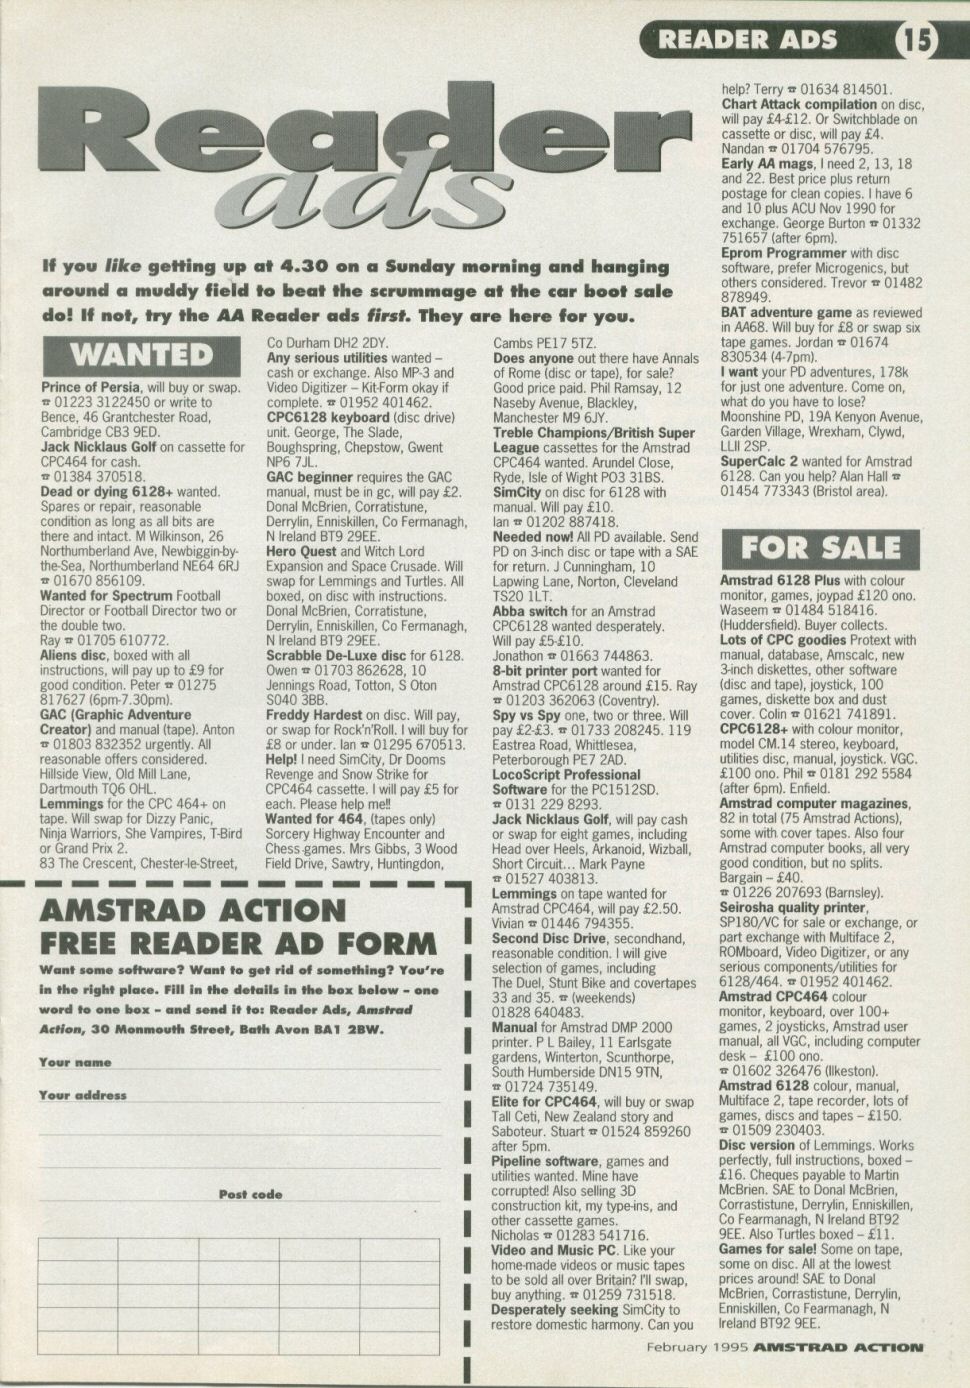 READER ADS 15
Reader
ads
If you like getting up at 4.30 on a Sunday morning and hanging
around a muddy field to beat the scrummage at the car boot sale
do! If not, try the AA Reader ads first. They are here for you.
WANTED
Prince of Persia, will buy or swap.
☎ 01223 3122450 or write to
Bence, 46 Grantchester Road,
Cambridge CB3 9ED.
Jack Nicklaus Golf on cassette for
CPC464 for cash.
☎ 01384 370518.
Dead or dying 6128+ wanted.
Spares or repair, reasonable
condition as long as all bits are
there and intact. M Wilkinson, 26
Northumberland Ave, Newbiggin-by-
the-Sea, Northumberland NE64 6RJ
☎ 01670 856109.
Wanted for Spectrum Football
Director or Football Director two or
the double two.
Ray ☎ 01705 610772.
Aliens disc, boxed with all
instructions, will pay up to £9 for
good condition. Peter ☎ 01275
817627 (6pm-7.30pm).
GAC (Graphic Adventure
Creator) and manual (tape). Anton
☎ 01803 832352 urgently. All
reasonable offers considered.
Hillside View, Old Mill Lane,
Dartmouth TQ6 OHL.
Lemmings for the CPC 464+ on
tape. Will swap for Dizzy Panic,
Ninja Warriors, She Vampires, T-Bird
or Grand Prix 2.
83 The Crescent, Chester-le-Street,
Co Durham DH2 2DY.
Any serious utilities wanted –
cash or exchange. Also MP-3 and
Video Digitizer – Kit-Form okay if
complete. ☎ 01952 401462.
CPC6128 keyboard (disc drive)
unit. George, The Slade,
Boughspring, Chepstow, Gwent
NP6 7JL.
GAC beginner requires the GAC
manual, must be in gc, will pay £2.
Donal McBrien, Corratistune,
Derrylin, Enniskillen, Co Fermanagh,
N Ireland BT9 29EE.
Hero Quest and Witch Lord
Expansion and Space Crusade. Will
swap for Lemmings and Turtles. All
boxed, on disc with instructions.
Donal McBrien, Corratistune,
Derrylin, Enniskillen, Co Fermanagh,
N Ireland BT9 29EE.
Scrabble De-Luxe disc for 6128.
Owen ☎ 01703 862628, 10
Jennings Road, Totton, S Oton
SO40 3BB.
Freddy Hardest on disc. Will pay,
or swap for Rock'n'Roll. I will buy for
£8 or under. Ian ☎ 01295 670513.
Help! I need SimCity, Dr Dooms
Revenge and Snow Strike for
CPC464 cassette. I will pay £5 for
each. Please help me!!
Wanted for 464, (tapes only)
Sorcery Highway Encounter and
Chess games. Mrs Gibbs, 3 Wood
Field Drive, Sawtry, Huntingdon,
Cambs PE17 5TZ.
Does anyone out there have Annals
of Rome (disc or tape), for sale?
Good price paid. Phil Ramsay, 12
Naseby Avenue, Blackley,
Manchester M9 6JY.
Treble Champions/British Super
League cassettes for the Amstrad
CPC464 wanted. Arundel Close,
Ryde, Isle of Wight PO3 31BS.
SimCity on disc for 6128 with
manual. Will pay £10.
Ian ☎ 01202 887418.
Needed now! All PD available. Send
PD on 3-inch disc or tape with a SAE
for return. J Cunningham, 10
Lapwing Lane, Norton, Cleveland
TS20 1LT.
Abba switch for an Amstrad
CPC6128 wanted desperately.
Will pay £5-£10.
Jonathon ☎ 01663 744863.
8-bit printer port wanted for
Amstrad CPC6128 around £15. Ray
☎ 01203 362063 (Coventry).
Spy vs Spy one, two or three. Will
pay £2-£3. ☎ 01733 208245. 119
Eastrea Road, Whittlesea,
Peterborough PE7 2AD.
LocoScript Professional
Software for the PC1512SD.
☎ 0131 229 8293.
Jack Nicklaus Golf, will pay cash
or swap for eight games, including
Head over Heels, Arkanoid, Wizball,
Short Circuit... Mark Payne
☎ 01527 403813.
Lemmings on tape wanted for
Amstrad CPC464, will pay £2.50.
Vivian ☎ 01446 794355.
Second Disc Drive, secondhand,
reasonable condition. I will give
selection of games, including
The Duel, Stunt Bike and covertapes
33 and 35. ☎ (weekends)
01828 640483.
Manual for Amstrad DMP 2000
printer. P L Bailey, 11 Earlsgate
gardens, Winterton, Scunthorpe,
South Humberside DN15 9TN,
☎ 01724 735149.
Elite for CPC464, will buy or swap
Tall Ceti, New Zealand story and
Saboteur. Stuart ☎ 01524 859260
after 5pm.
Pipeline software, games and
utilities wanted. Mine have
corrupted! Also selling 3D
construction kit, my type-ins, and
other cassette games.
Nicholas ☎ 01283 541716.
Video and Music PC. Like your
home-made videos or music tapes
to be sold all over Britain? I'll swap,
buy anything. ☎ 01259 731518.
Desperately seeking SimCity to
restore domestic harmony. Can you
help? Terry ☎ 01634 814501.
Chart Attack compilation on disc,
will pay £4-£12. Or Switchblade on
cassette or disc, will pay £4.
Nandan ☎ 01704 576795.
Early AA mags, I need 2, 13, 18
and 22. Best price plus return
postage for clean copies. I have 6
and 10 plus ACU Nov 1990 for
exchange. George Burton ☎ 01332
751657 (after 6pm).
Eprom Programmer with disc
software, prefer Microgenics, but
others considered. Trevor ☎ 01482
878949.
BAT adventure game as reviewed
in AA68. Will buy for £8 or swap six
tape games. Jordan ☎ 01674
830534 (4-7pm).
I want your PD adventures, 178k
for just one adventure. Come on,
what do you have to lose?
Moonshine PD, 19A Kenyon Avenue,
Garden Village, Wrexham, Clywd,
LLII 2SP.
SuperCalc 2 wanted for Amstrad
6128. Can you help? Alan Hall ☎
01454 773343 (Bristol area).
FOR SALE
Amstrad 6128 Plus with colour
monitor, games, joypad £120 ono.
Waseem ☎ 01484 518416.
(Huddersfield). Buyer collects.
Lots of CPC goodies Protext with
manual, database, Amscalc, new
3-inch diskettes, other software
(disc and tape), joystick, 100
games, diskette box and dust
cover. Colin ☎ 01621 741891.
CPC6128+ with colour monitor,
model CM.14 stereo, keyboard,
utilities disc, manual, joystick. VGC.
£100 ono. Phil ☎ 0181 292 5584
(after 6pm). Enfield.
Amstrad computer magazines,
82 in total (75 Amstrad Actions),
some with cover tapes. Also four
Amstrad computer books, all very
good condition, but no splits.
Bargain – £40.
☎ 01226 207693 (Barnsley).
Seirosha quality printer,
SP180/VC for sale or exchange, or
part exchange with Multiface 2,
ROMboard, Video Digitizer, or any
serious components/utilities for
6128/464. ☎ 01952 401462.
Amstrad CPC464 colour
monitor, keyboard, over 100+
games, 2 joysticks, Amstrad user
manual, all VGC, including computer
desk – £100 ono.
☎ 01602 326476 (Ilkeston).
Amstrad 6128 colour, manual,
Multiface 2, tape recorder, lots of
games, discs and tapes – £150.
☎ 01509 230403.
Disc version of Lemmings. Works
perfectly, full instructions, boxed –
£16. Cheques payable to Martin
McBrien. SAE to Donal McBrien,
Corrastistune, Derrylin, Enniskillen,
Co Fearmanagh, N Ireland BT92
9EE. Also Turtles boxed – £11.
Games for sale! Some on tape,
some on disc. All at the lowest
prices around! SAE to Donal
McBrien, Corrastistune, Derrylin,
Enniskillen, Co Fearmanagh, N
Ireland BT92 9EE.
AMSTRAD ACTION
FREE READER AD FORM
Want some software? Want to get rid of something? You're
in the right place. Fill in the details in the box below – one
word to one box – and send it to: Reader Ads, Amstrad
Action, 30 Monmouth Street, Bath Avon BA1 2BW.
Your name
Your address
Post code
February 1995 AMSTRAD ACTION